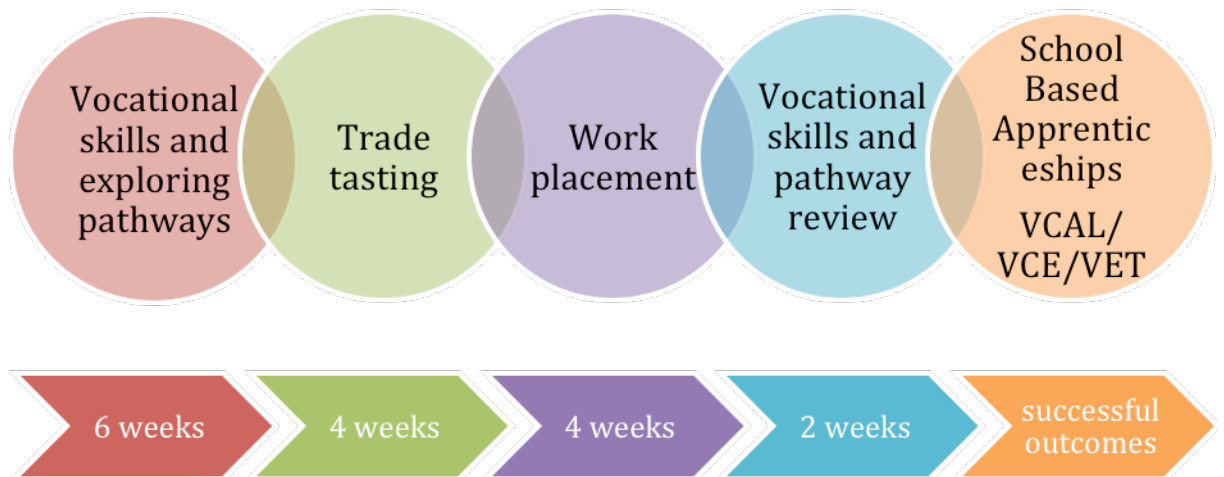 Vocational
skills and
exploring
pathways
Trade
tasting
Work
placement
Vocational
skills and
pathway
review
School
Based
Apprentic
eships
VCAL/
VCE/VET
6 weeks
4 weeks
4 weeks
2 weeks
successful
outcomes